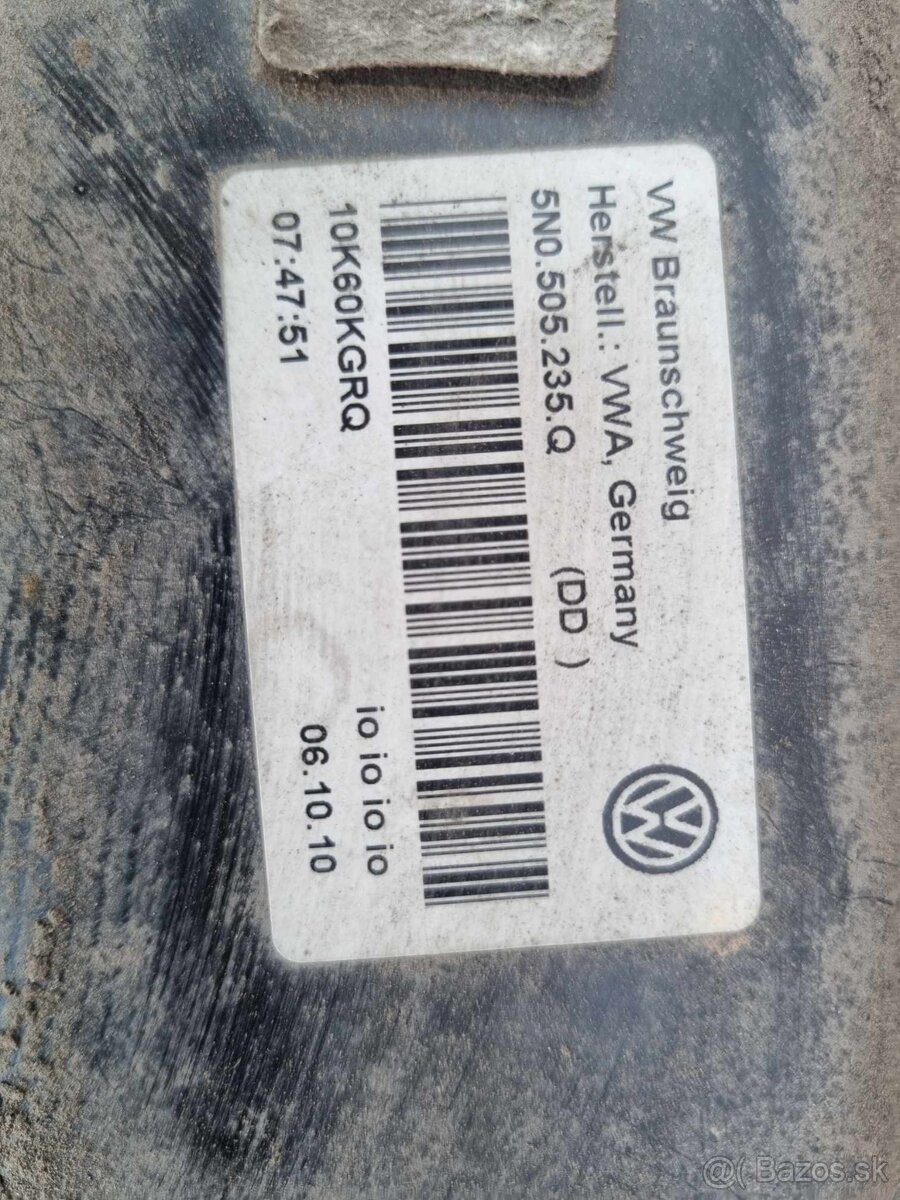 VW Braunschweig
Herstell.: VWA, Germany
5N0.505.235.Q (DD )
10K60KGRQ io io io io
07:47:51 06.10.10
@( Bazos.sk